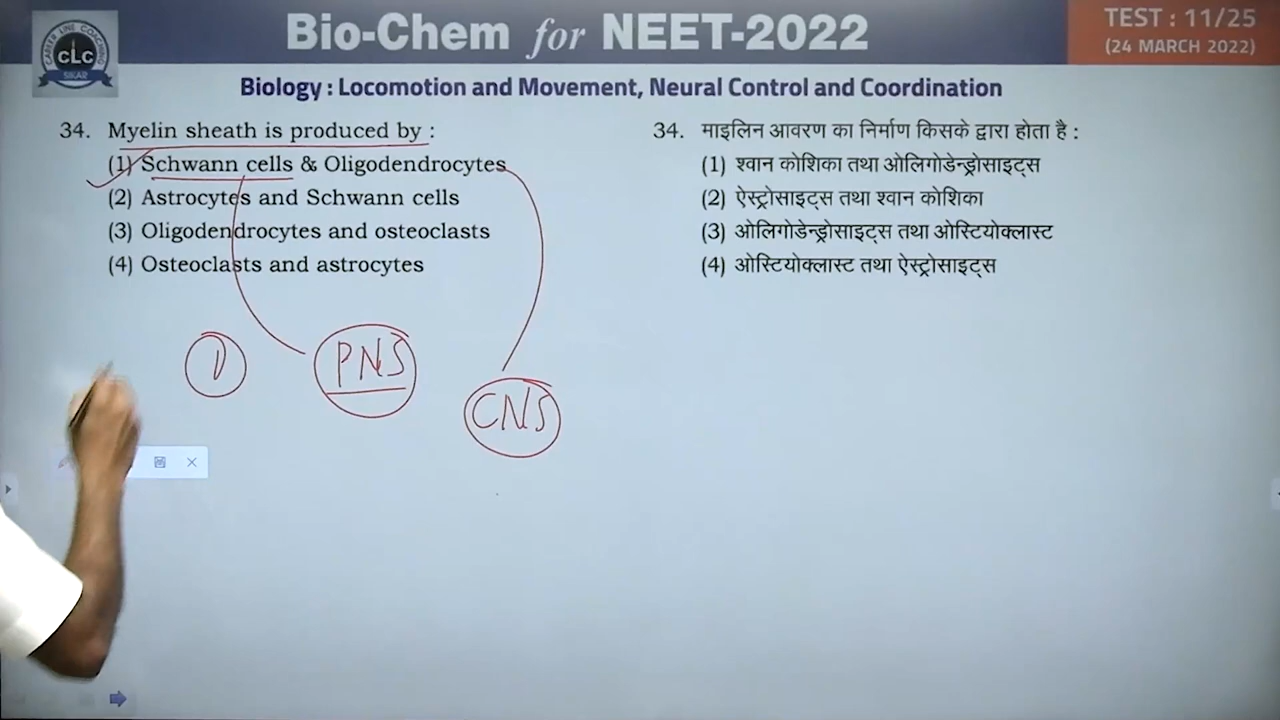 CAREER LINE COACHING
CLC
SIKAR
Bio-Chem for NEET-2022
TEST : 11/25
(24 MARCH 2022)
Biology : Locomotion and Movement, Neural Control and Coordination
34. Myelin sheath is produced by :
(1) Schwann cells & Oligodendrocytes
(2) Astrocytes and Schwann cells
(3) Oligodendrocytes and osteoclasts
(4) Osteoclasts and astrocytes
34. माइलिन आवरण का निर्माण किसके द्वारा होता है :
(1) श्वान कोशिका तथा ओलिगोडेन्ड्रोसाइट्स
(2) ऐस्ट्रोसाइट्स तथा श्वान कोशिका
(3) ओलिगोडेन्ड्रोसाइट्स तथा ओस्टियोक्लास्ट
(4) ओस्टियोक्लास्ट तथा ऐस्ट्रोसाइट्स
1
PNS
CNS